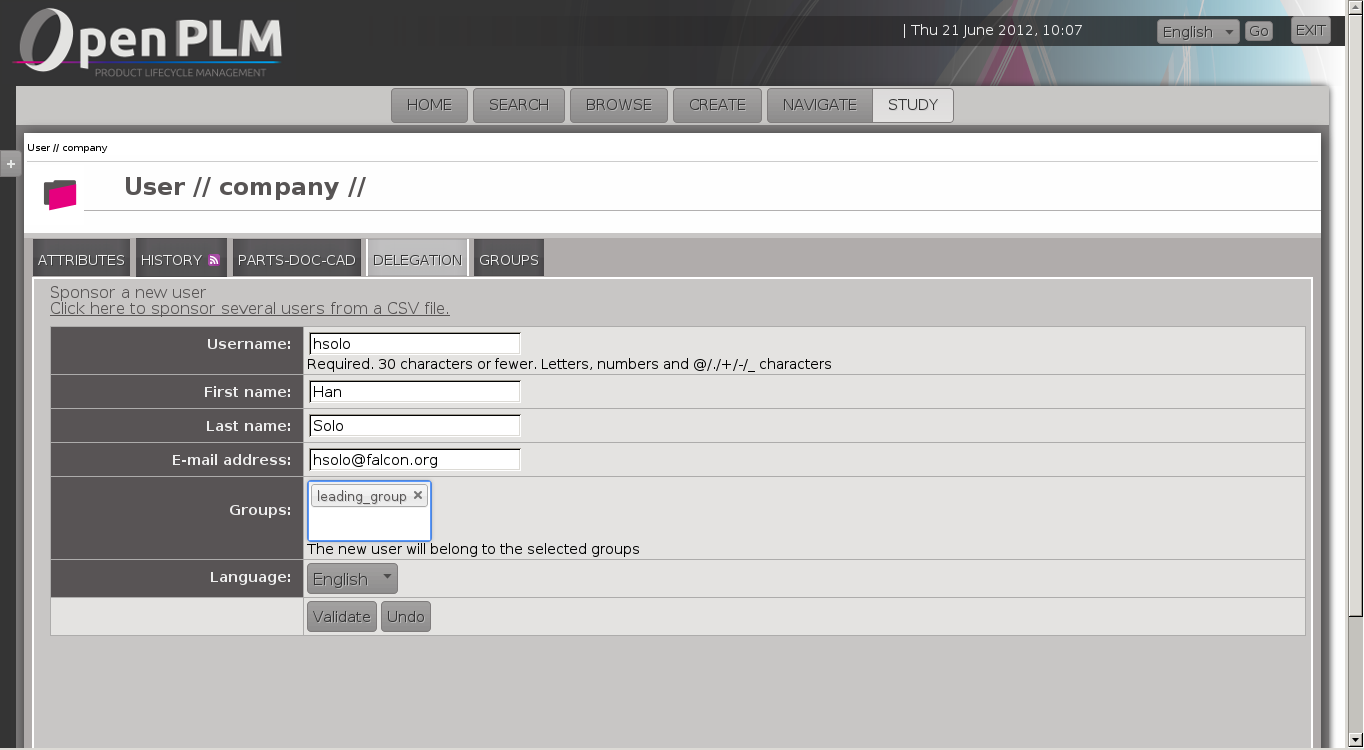 Open PLM
PRODUCT LIFECYCLE MANAGEMENT
| Thu 21 June 2012, 10:07
English
Go
EXIT
HOME
SEARCH
BROWSE
CREATE
NAVIGATE
STUDY
User // company
+
User // company //
ATTRIBUTES
HISTORY
PARTS-DOC-CAD
DELEGATION
GROUPS
Sponsor a new user
Click here to sponsor several users from a CSV file.
Username:
hsolo
Required. 30 characters or fewer. Letters, numbers and @/./+/-/_ characters
First name:
Han
Last name:
Solo
E-mail address:
hsolo@falcon.org
Groups:
leading_group ×
The new user will belong to the selected groups
Language:
English
Validate
Undo